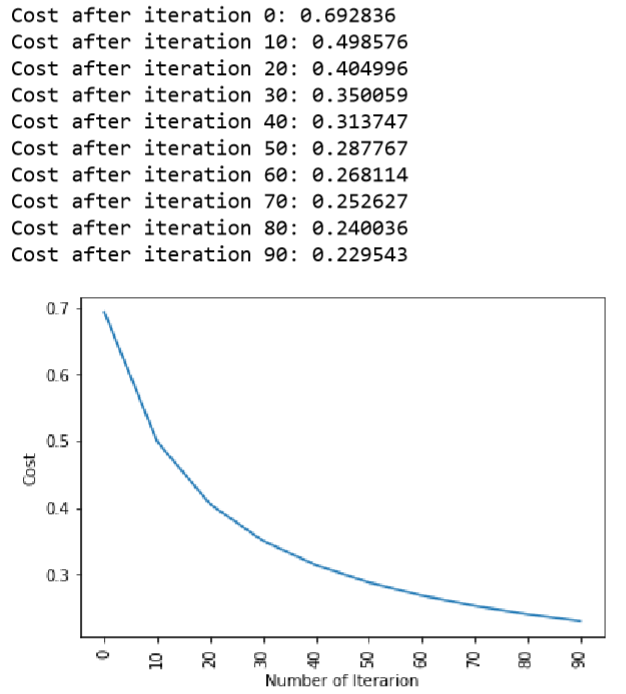 Cost after iteration 0: 0.692836
Cost after iteration 10: 0.498576
Cost after iteration 20: 0.404996
Cost after iteration 30: 0.350059
Cost after iteration 40: 0.313747
Cost after iteration 50: 0.287767
Cost after iteration 60: 0.268114
Cost after iteration 70: 0.252627
Cost after iteration 80: 0.240036
Cost after iteration 90: 0.229543
0.7
0.6
0.5
0.4
0.3
Cost
0 10 20 30 40 50 60 70 80 90
Number of Iterarion